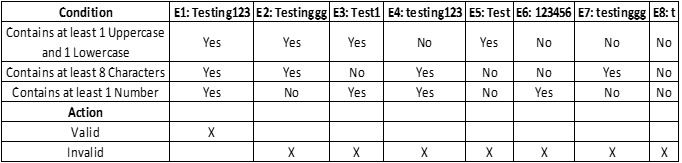 Condition E1: Testing123 E2: Testinggg E3: Test1 E4: testing123 E5: Test E6: 123456 E7: testinggg E8: t
Contains at least 1 Uppercase
and 1 Lowercase Yes Yes Yes No Yes No No No
Contains at least 8 Characters Yes Yes No Yes No No Yes No
Contains at least 1 Number Yes No Yes Yes No Yes No No
Action
Valid X
Invalid X X X X X X X